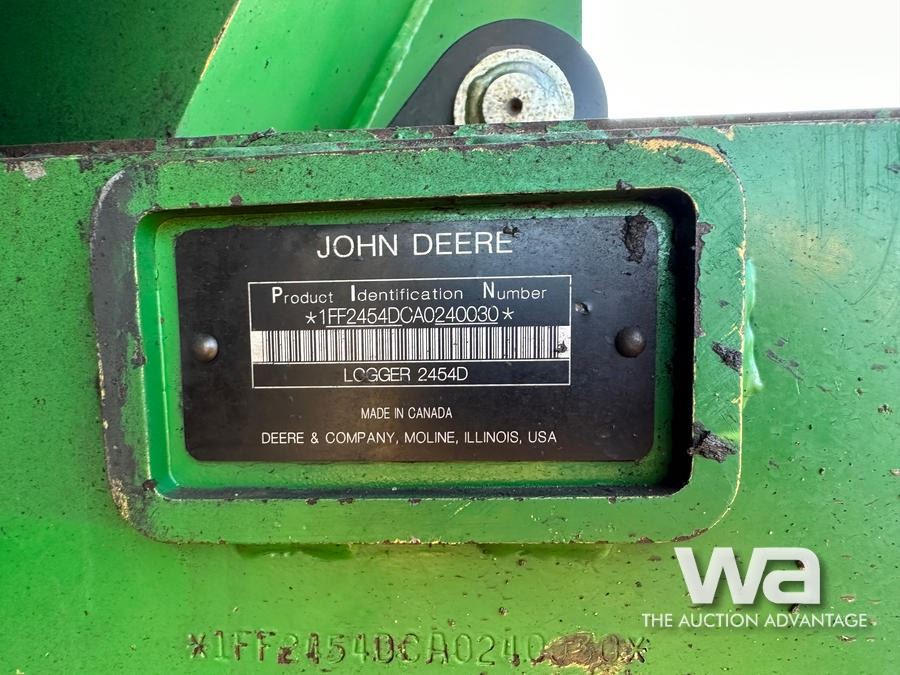 JOHN DEERE
Product Identification Number
*1FF2454DCA0240030*
LOGGER 2454D
MADE IN CANADA
DEERE & COMPANY, MOLINE, ILLINOIS, USA
wa
THE AUCTION ADVANTAGE
*1FF2454DCA0240030*